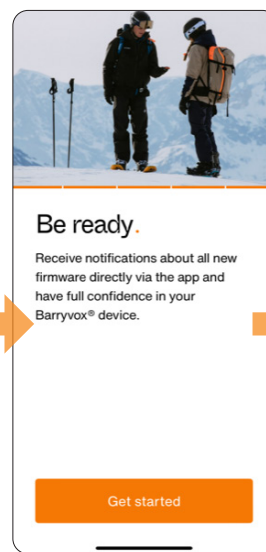 Be ready.
Receive notifications about all new
firmware directly via the app and
have full confidence in your
Barryvox® device.
Get started